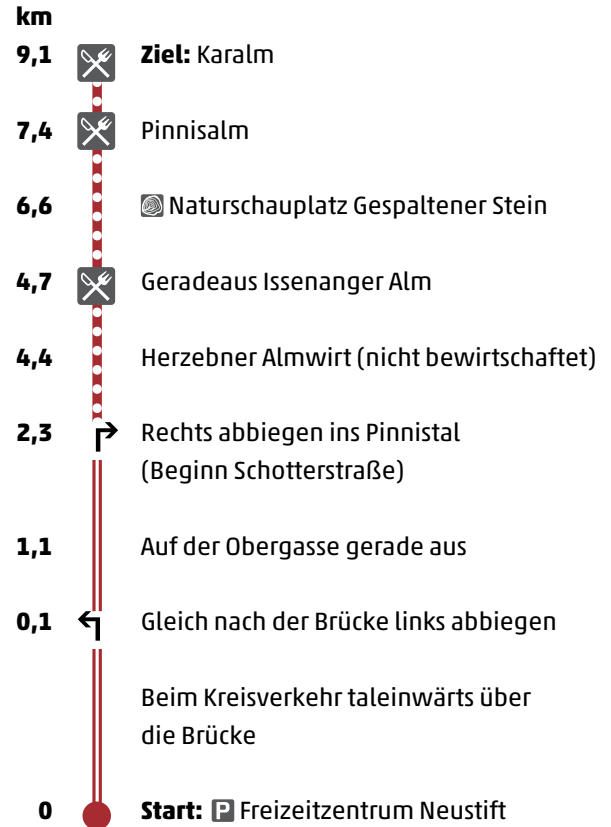 km
9,1 Ziel: Karalm
7,4 Pinnisalm
6,6 Naturschauplatz Gespaltener Stein
4,7 Geradeaus Issenanger Alm
4,4 Herzebner Almwirt (nicht bewirtschaftet)
2,3 Rechts abbiegen ins Pinnistal
(Beginn Schotterstraße)
1,1 Auf der Obergasse gerade aus
0,1 Gleich nach der Brücke links abbiegen
Beim Kreisverkehr taleinwärts über
die Brücke
0 Start: P Freizeitzentrum Neustift